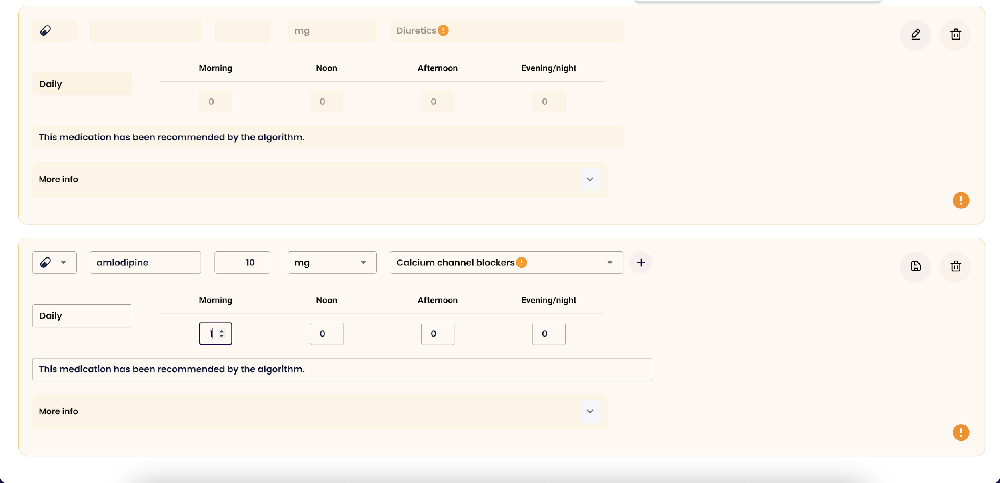 mg Diuretics !
Morning Noon Afternoon Evening/night
Daily
0 0 0 0
This medication has been recommended by the algorithm.
More info
!
amlodipine 10 mg Calcium channel blockers ! +
Morning Noon Afternoon Evening/night
Daily
1 0 0 0
This medication has been recommended by the algorithm.
More info
!